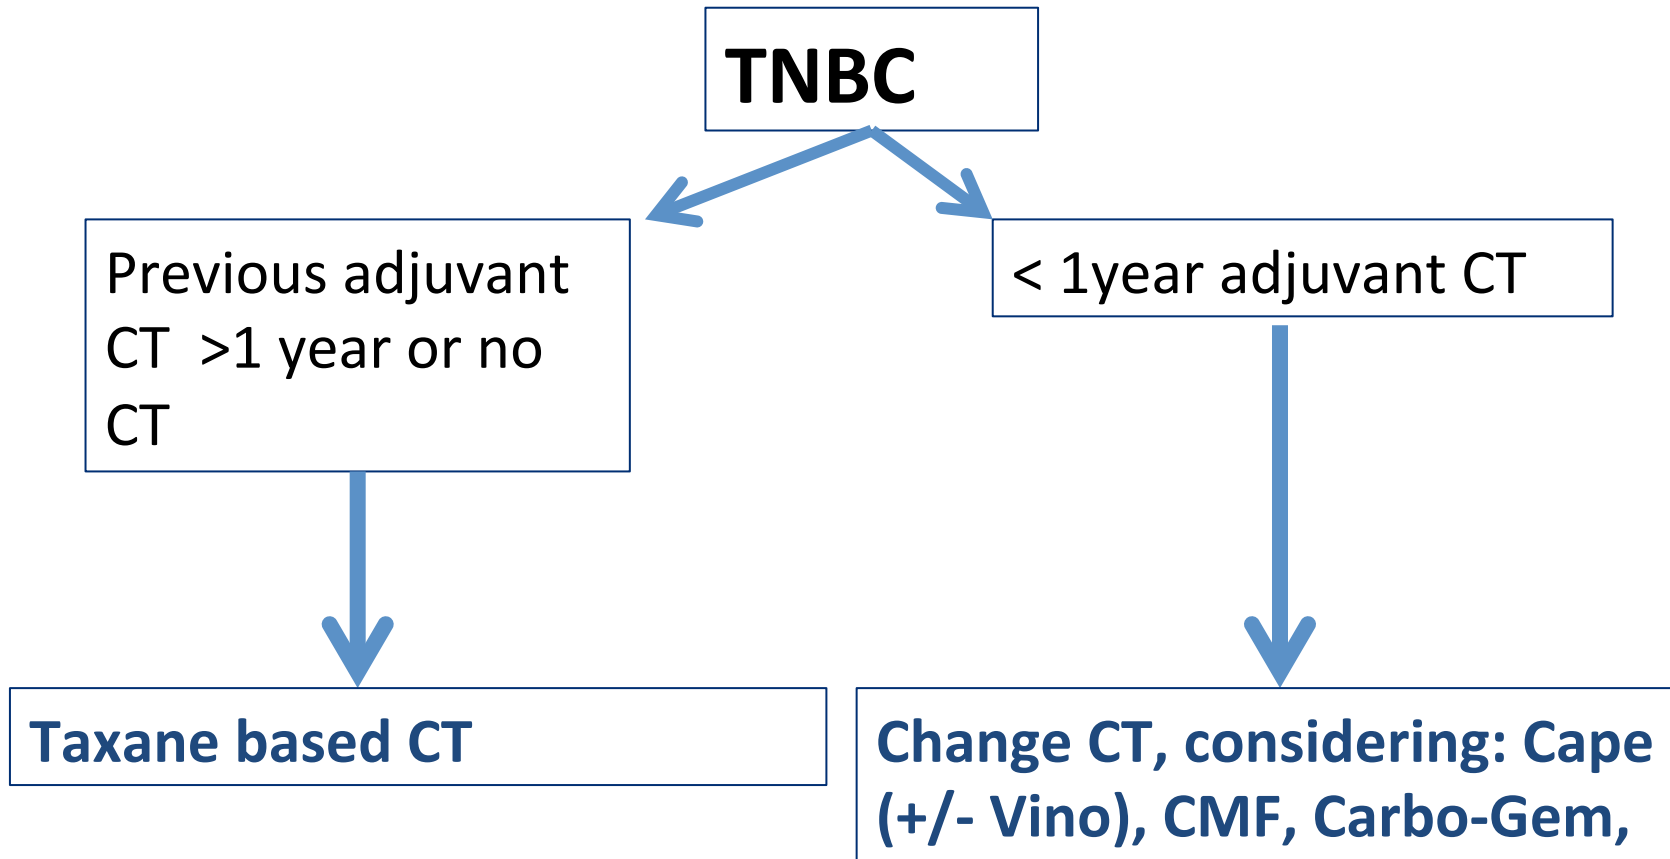 TNBC
Previous adjuvant
CT >1 year or no
CT
< 1year adjuvant CT
Taxane based CT
Change CT, considering: Cape
(+/- Vino), CMF, Carbo-Gem,